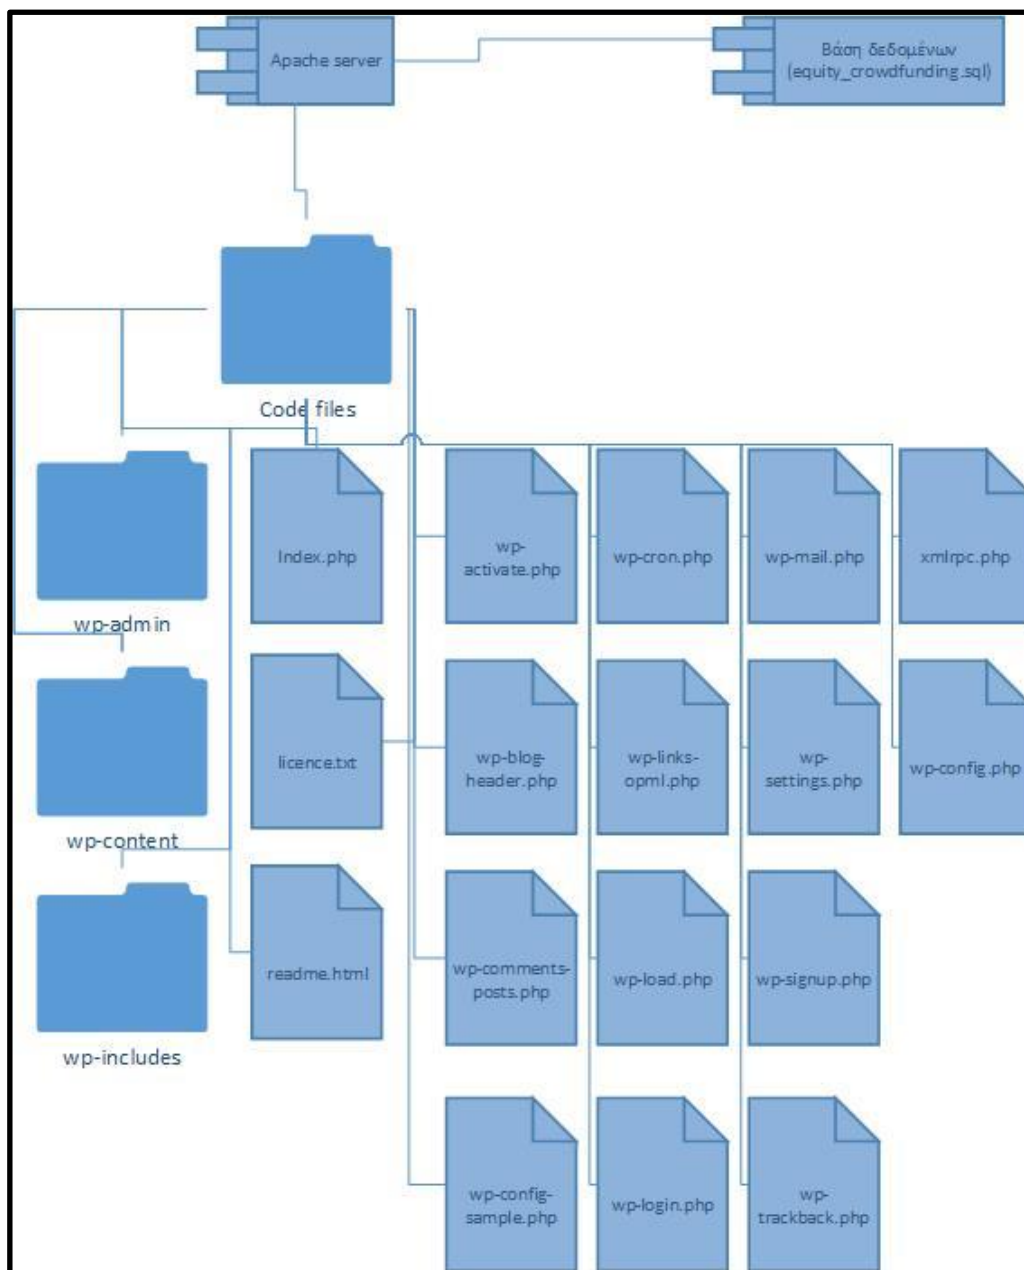 Apache server
Βάση δεδομένων
(equity_crowdfunding.sql)
Code files
wp-admin
Index.php
wp-
activate.php
wp-cron.php
wp-mail.php
xmlrpc.php
wp-content
licence.txt
wp-blog-
header.php
wp-links-
opml.php
wp-
settings.php
wp-config.php
wp-includes
readme.html
wp-comments-
posts.php
wp-load.php
wp-signup.php
wp-config-
sample.php
wp-login.php
wp-
trackback.php